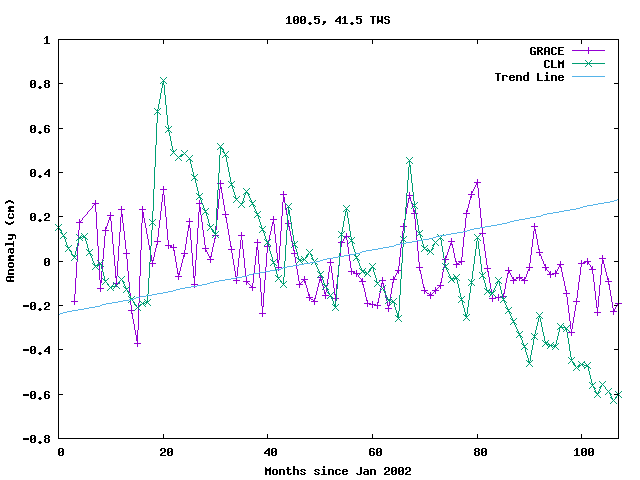 100.5, 41.5 TWS
GRACE
CLM
Trend Line
1
0.8
0.6
0.4
0.2
0
-0.2
-0.4
-0.6
-0.8
Anomaly (cm)
0 20 40 60 80 100
Months since Jan 2002